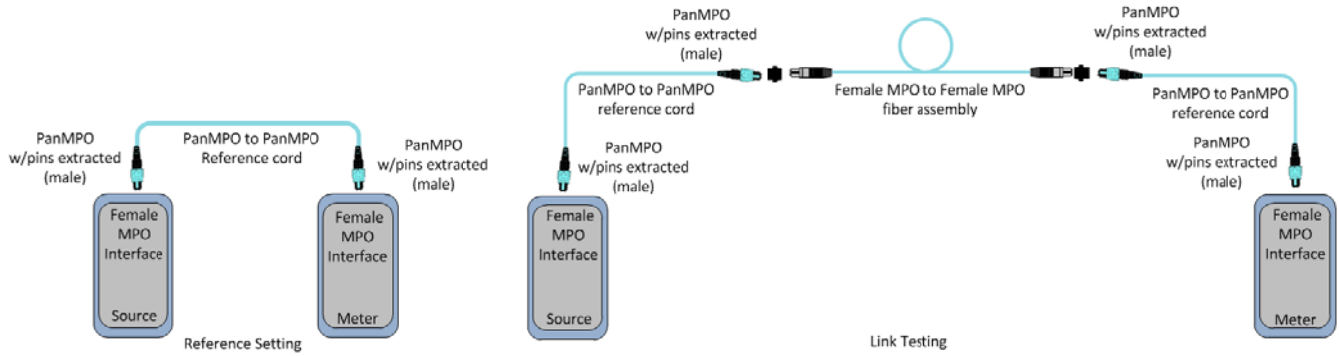 PanMPO
w/pins extracted
(male)
PanMPO to PanMPO
Reference cord
PanMPO
w/pins extracted
(male)
Female
MPO
Interface
Source
Female
MPO
Interface
Meter
Reference Setting
PanMPO
w/pins extracted
(male)
PanMPO to PanMPO
reference cord
PanMPO
w/pins extracted
(male)
Female MPO to Female MPO
fiber assembly
PanMPO
w/pins extracted
(male)
PanMPO to PanMPO
reference cord
PanMPO
w/pins extracted
(male)
Female
MPO
Interface
Source
Female
MPO
Interface
Meter
Link Testing